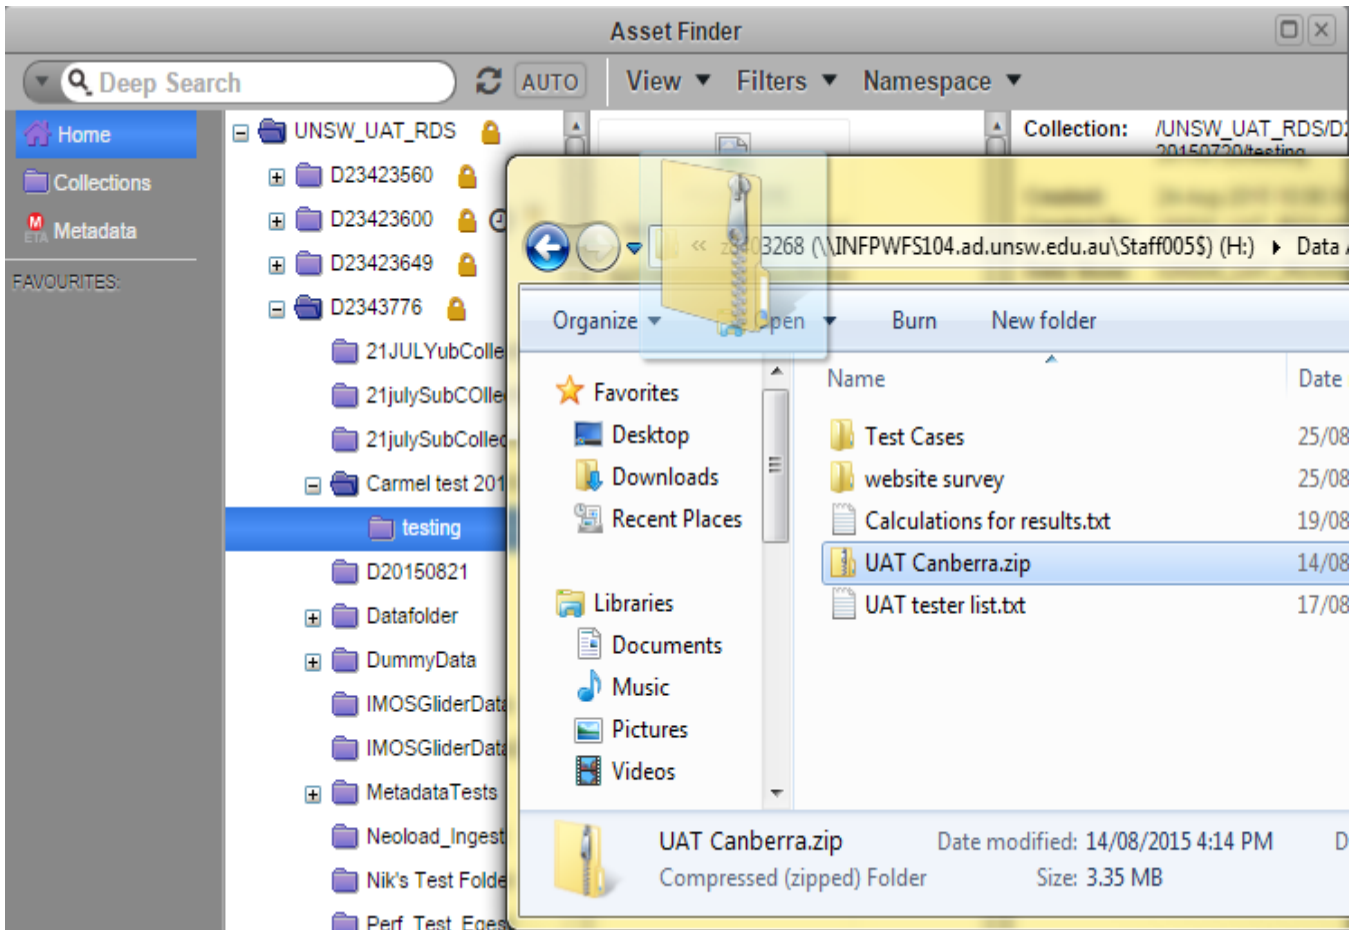 Asset Finder
Deep Search
AUTO
View
Filters
Namespace
Home
Collections
META
Metadata
FAVOURITES:
UNSW_UAT_RDS
D23423560
D23423600
D23423649
D2343776
21JULYubColle
21julySubCOlle
21julySubCollec
Carmel test 201
testing
D20150821
Datafolder
DummyData
IMOSGliderData
IMOSGliderData
MetadataTests
Neoload_Ingest
Nik's Test Folde
Perf_Test_Eges
Collection: /UNSW_UAT_RDS/D2
20150720/testing
« z3403268 (\\INFPWFS104.ad.unsw.edu.au\Staff005$) (H:) Data A
Organize
Open
Burn
New folder
Favorites
Desktop
Downloads
Recent Places
Libraries
Documents
Music
Pictures
Videos
Name
Date
Test Cases 25/08
website survey 25/08
Calculations for results.txt 19/08
UAT Canberra.zip 14/08
UAT tester list.txt 17/08
UAT Canberra.zip Date modified: 14/08/2015 4:14 PM D
Compressed (zipped) Folder Size: 3.35 MB